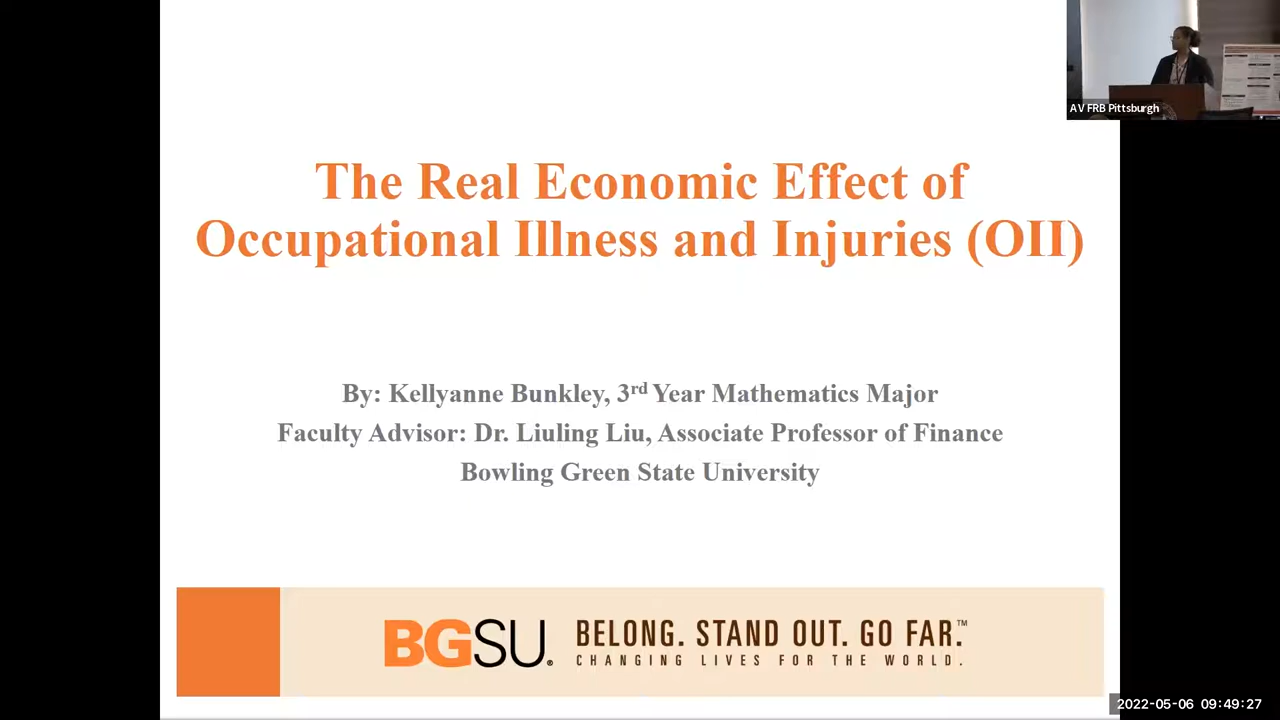 AV FRB Pittsburgh
The Real Economic Effect of
Occupational Illness and Injuries (OII)
By: Kellyanne Bunkley, 3rd Year Mathematics Major
Faculty Advisor: Dr. Liuling Liu, Associate Professor of Finance
Bowling Green State University
BGSU® BELONG. STAND OUT. GO FAR.™
CHANGING LIVES FOR THE WORLD.
2022-05-06 09:49:27